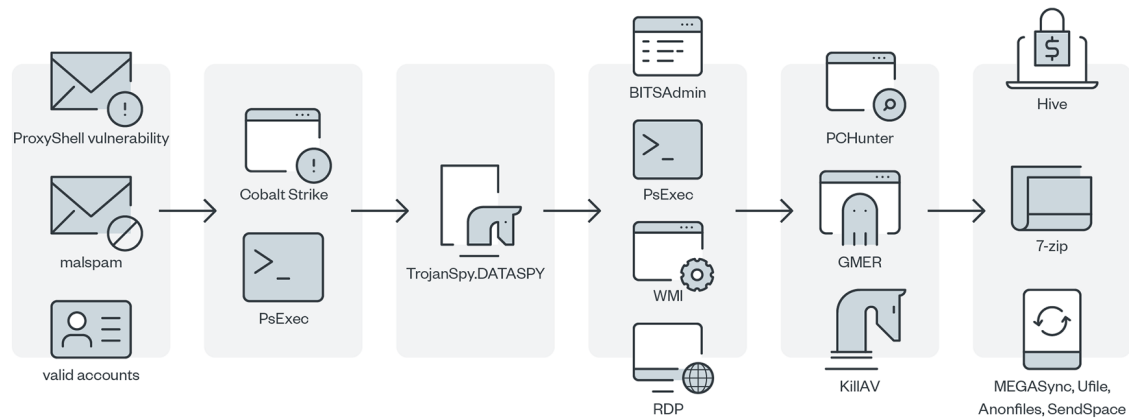 ProxyShell vulnerability
malspam
valid accounts
Cobalt Strike
PsExec
TrojanSpy.DATASPY
BITSAdmin
PsExec
WMI
RDP
PCHunter
GMER
KillAV
$
Hive
7-zip
MEGASync, Ufile,
Anonfiles, SendSpace